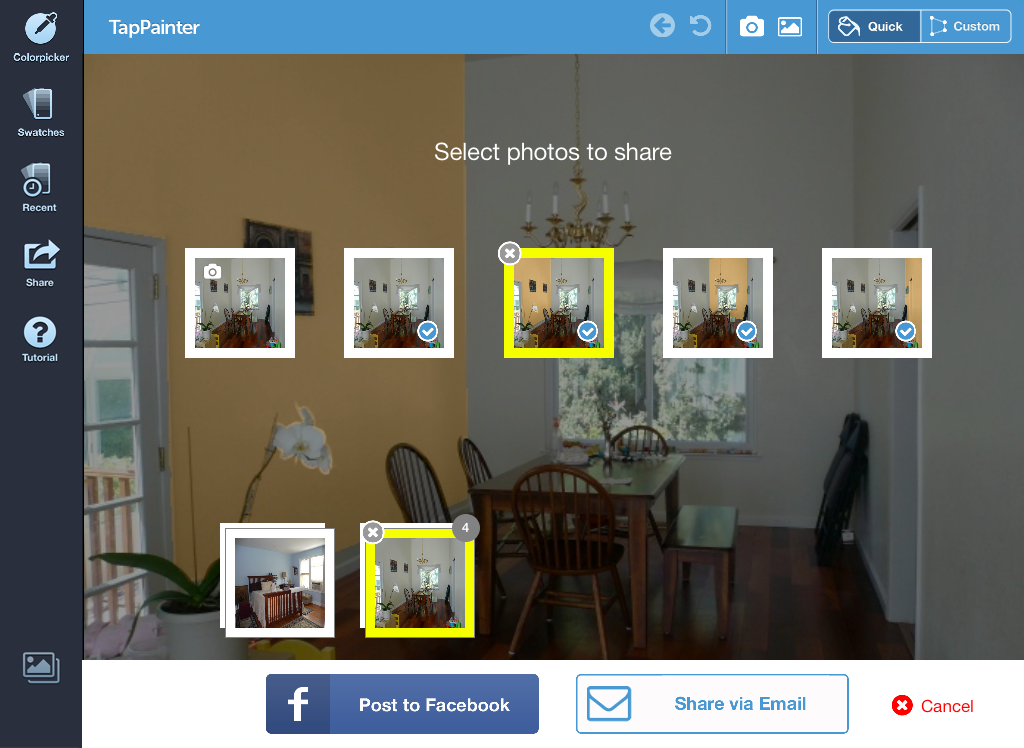 TapPainter
Quick
Custom
Colorpicker
Swatches
Recent
Share
Tutorial
Select photos to share
4
Post to Facebook
Share via Email
Cancel